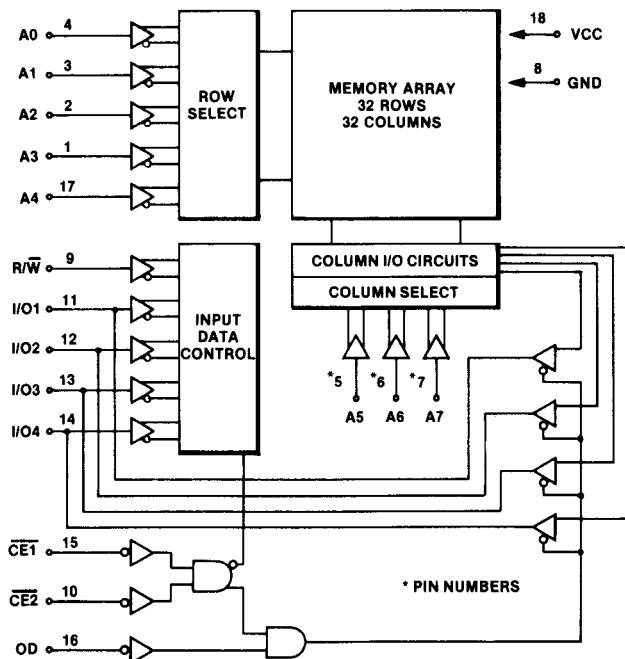 A0 4
A1 3
A2 2
A3 1
A4 17
ROW
SELECT
MEMORY ARRAY
32 ROWS
32 COLUMNS
18 VCC
8 GND
R/W̅ 9
I/O1 11
I/O2 12
I/O3 13
I/O4 14
INPUT
DATA
CONTROL
COLUMN I/O CIRCUITS
COLUMN SELECT
*5 *6 *7
A5 A6 A7
C̅E̅1̅ 15
C̅E̅2̅ 10
OD 16
* PIN NUMBERS